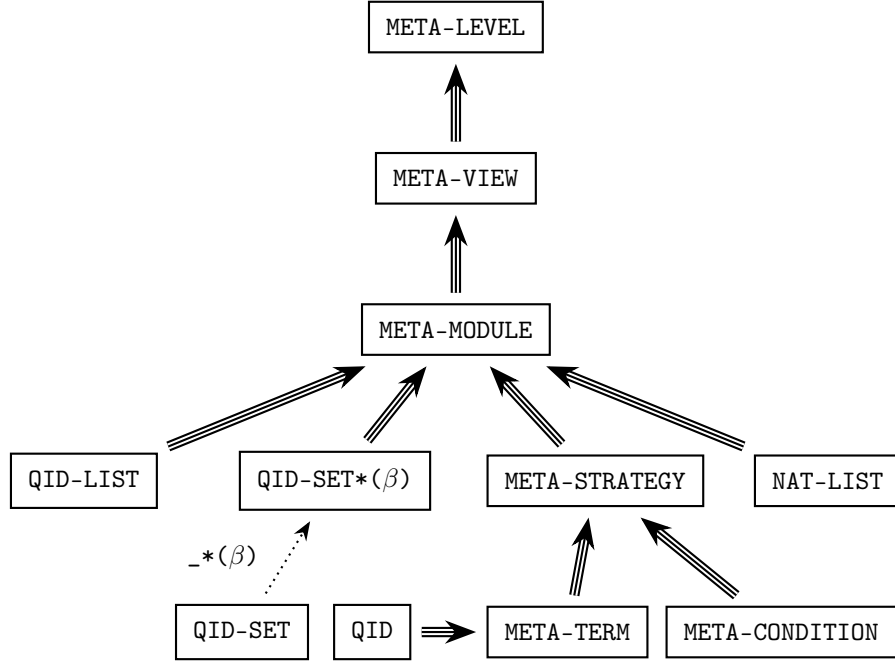 META-LEVEL
META-VIEW
META-MODULE
QID-LIST QID-SET*(β) META-STRATEGY NAT-LIST
_*(β)
QID-SET QID META-TERM META-CONDITION